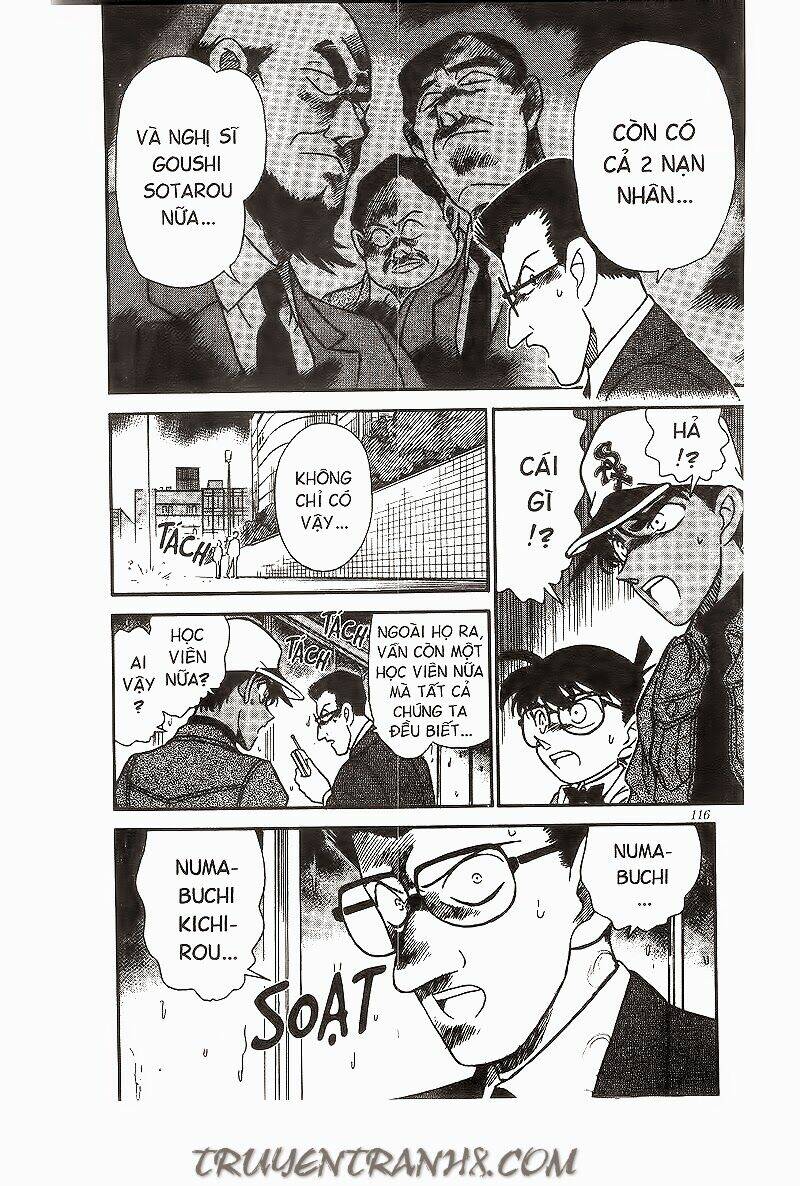 CÒN CÓ
CẢ 2 NẠN
NHÂN...
VÀ NGHỊ SĨ
GOUSHI
SOTAROU
NỮA...
HẢ
!?
CÁI
GÌ
!?
KHÔNG
CHỈ CÓ
VẬY...
TÁCH
TÁCH
TÁCH
NGOÀI HỌ RA,
VẪN CÒN MỘT
HỌC VIÊN NỮA
MÀ TẤT CẢ
CHÚNG TA
ĐỀU BIẾT...
HỌC
VIÊN
NỮA?
AI
VẬY
?
116
NUMA-
BUCHI
...
NUMA-
BUCHI
KICHI-
ROU...
SOẠT
TRUYENTRANH8.COM